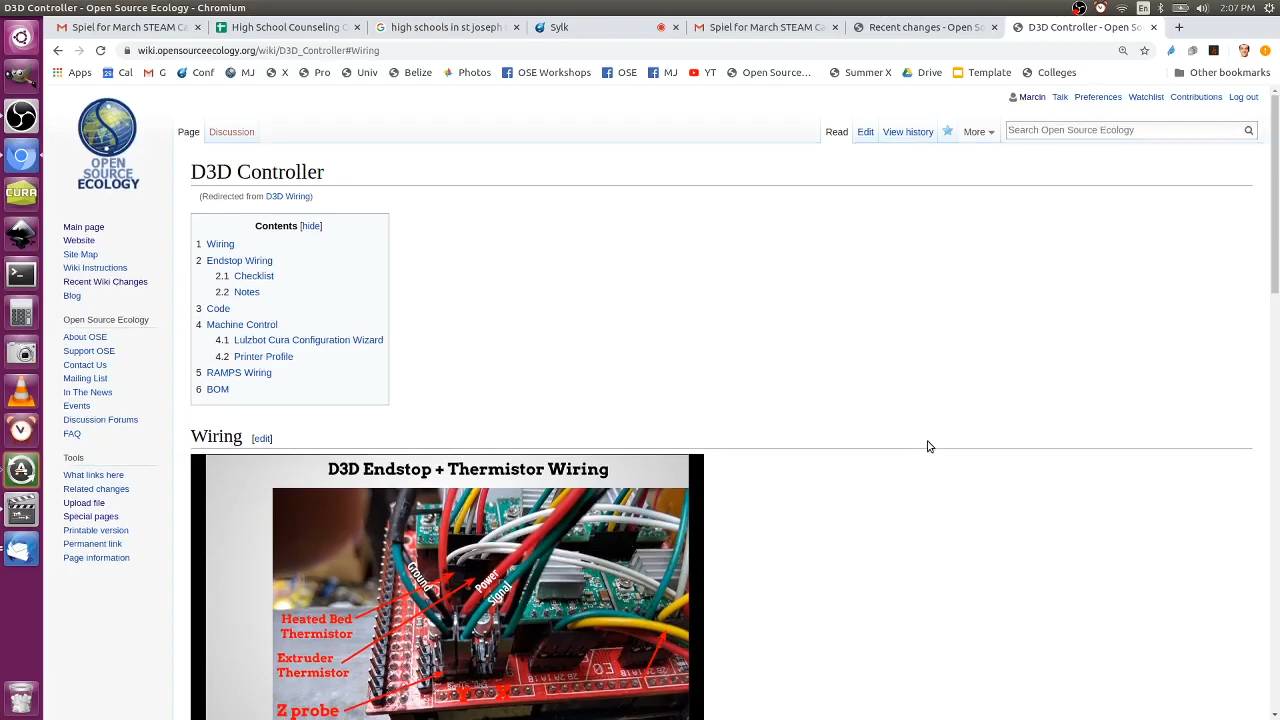 D3D Controller - Open Source Ecology - Chromium
En
2:07 PM
Spiel for March STEAM Ca
High School Counseling C
high schools in st joseph
Sylk
Spiel for March STEAM Ca
Recent changes - Open So
D3D Controller - Open So
wiki.opensourceecology.org/wiki/D3D_Controller#Wiring
Apps
Cal
G
Conf
MJ
X
Pro
Univ
Belize
Photos
OSE Workshops
OSE
MJ
YT
Open Source...
Summer X
Drive
Template
Colleges
Other bookmarks
Marcin
Talk
Preferences
Watchlist
Contributions
Log out
OPEN
SOURCE
ECOLOGY
Page
Discussion
Read
Edit
View history
More
Search Open Source Ecology
CURA
Main page
Website
Site Map
Wiki Instructions
Recent Wiki Changes
Blog
Open Source Ecology
About OSE
Support OSE
Contact Us
Mailing List
In The News
Events
Discussion Forums
FAQ
Tools
What links here
Related changes
Upload file
Special pages
Printable version
Permanent link
Page information
D3D Controller
(Redirected from D3D Wiring)
Contents [hide]
1 Wiring
2 Endstop Wiring
2.1 Checklist
2.2 Notes
3 Code
4 Machine Control
4.1 Lulzbot Cura Configuration Wizard
4.2 Printer Profile
5 RAMPS Wiring
6 BOM
Wiring [edit]
D3D Endstop + Thermistor Wiring
Ground
Power
Signal
Heated Bed
Thermistor
Extruder
Thermistor
Z probe
E0